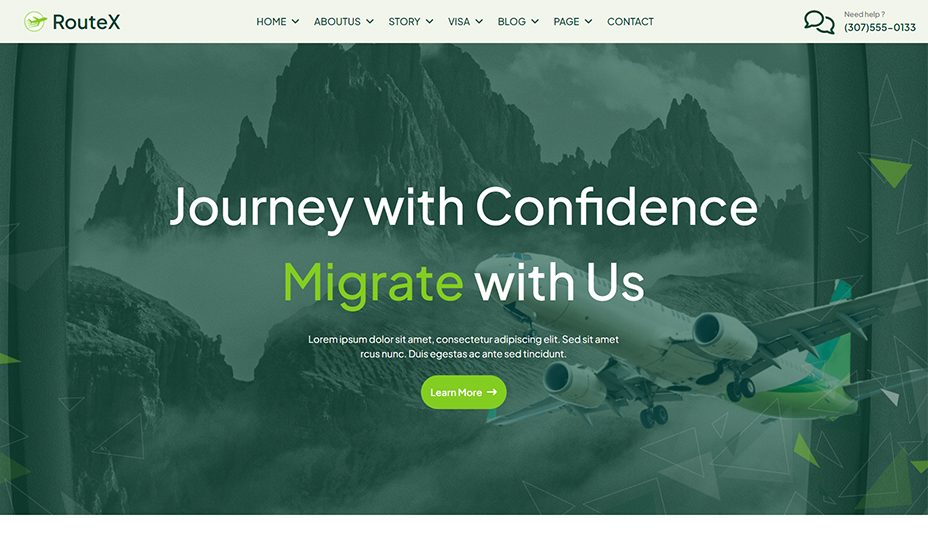 RouteX
HOME ABOUTUS STORY VISA BLOG PAGE CONTACT
Need help ?
(307)555-0133
Journey with Confidence
Migrate with Us
Lorem ipsum dolor sit amet, consectetur adipiscing elit. Sed sit amet
rcus nunc. Duis egestas ac ante sed tincidunt.
Learn More